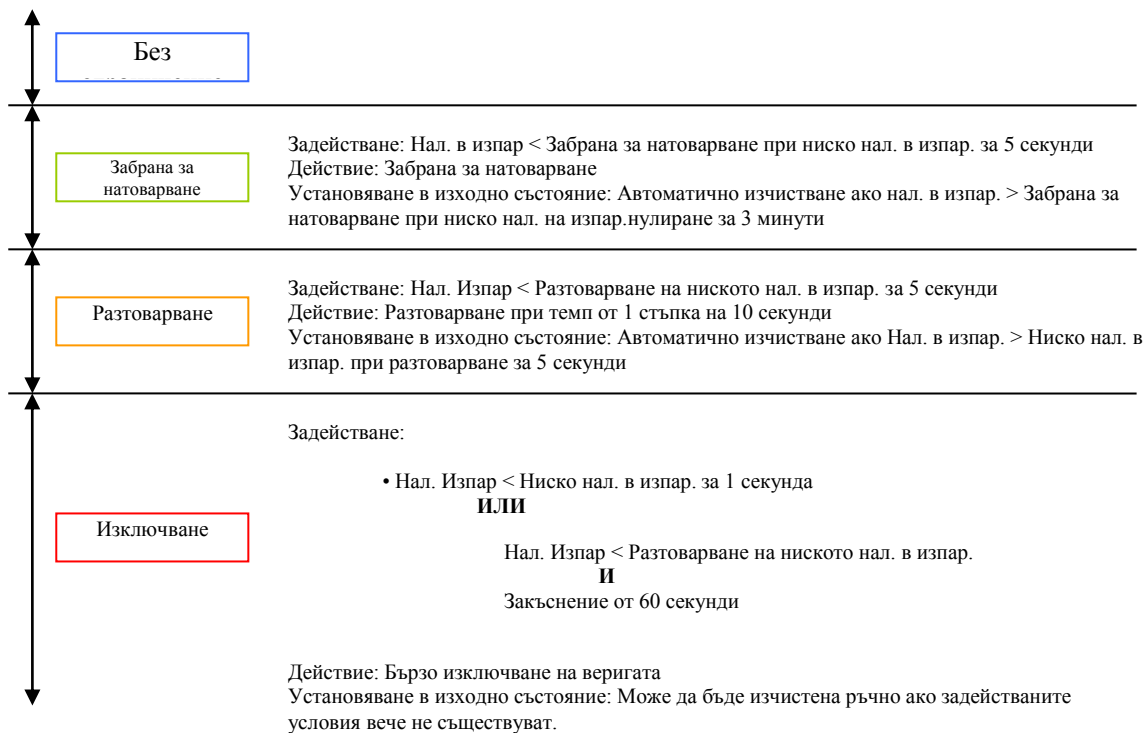 Без
Забрана за
натоварване
Задействане: Нал. в изпар < Забрана за натоварване при ниско нал. в изпар. за 5 секунди
Действие: Забрана за натоварване
Установяване в изходно състояние: Автоматично изчистване ако нал. в изпар. > Забрана за
натоварване при ниско нал. на изпар.нулиране за 3 минути
Разтоварване
Задействане: Нал. Изпар < Разтоварване на ниското нал. в изпар. за 5 секунди
Действие: Разтоварване при темп от 1 стъпка на 10 секунди
Установяване в изходно състояние: Автоматично изчистване ако Нал. в изпар. > Ниско нал. в
изпар. при разтоварване за 5 секунди
Изключване
Задействане:
• Нал. Изпар < Ниско нал. в изпар. за 1 секунда
ИЛИ
Нал. Изпар < Разтоварване на ниското нал. в изпар.
И
Закъснение от 60 секунди
Действие: Бързо изключване на веригата
Установяване в изходно състояние: Може да бъде изчистена ръчно ако задействаните
условия вече не съществуват.